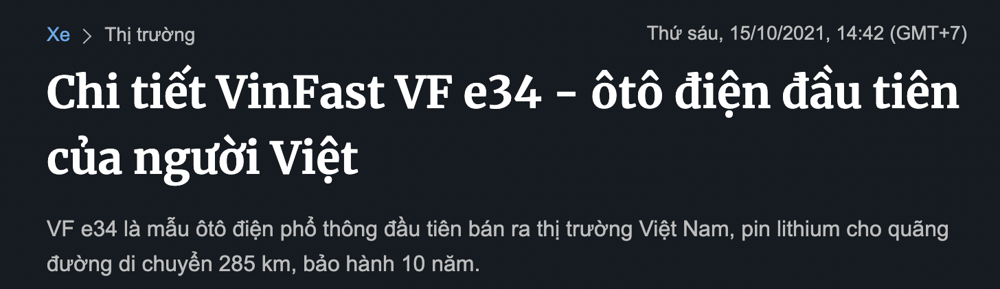 Xe > Thị trường
Thứ sáu, 15/10/2021, 14:42 (GMT+7)
Chi tiết VinFast VF e34 - ôtô điện đầu tiên
của người Việt
VF e34 là mẫu ôtô điện phổ thông đầu tiên bán ra thị trường Việt Nam, pin lithium cho quãng
đường di chuyển 285 km, bảo hành 10 năm.